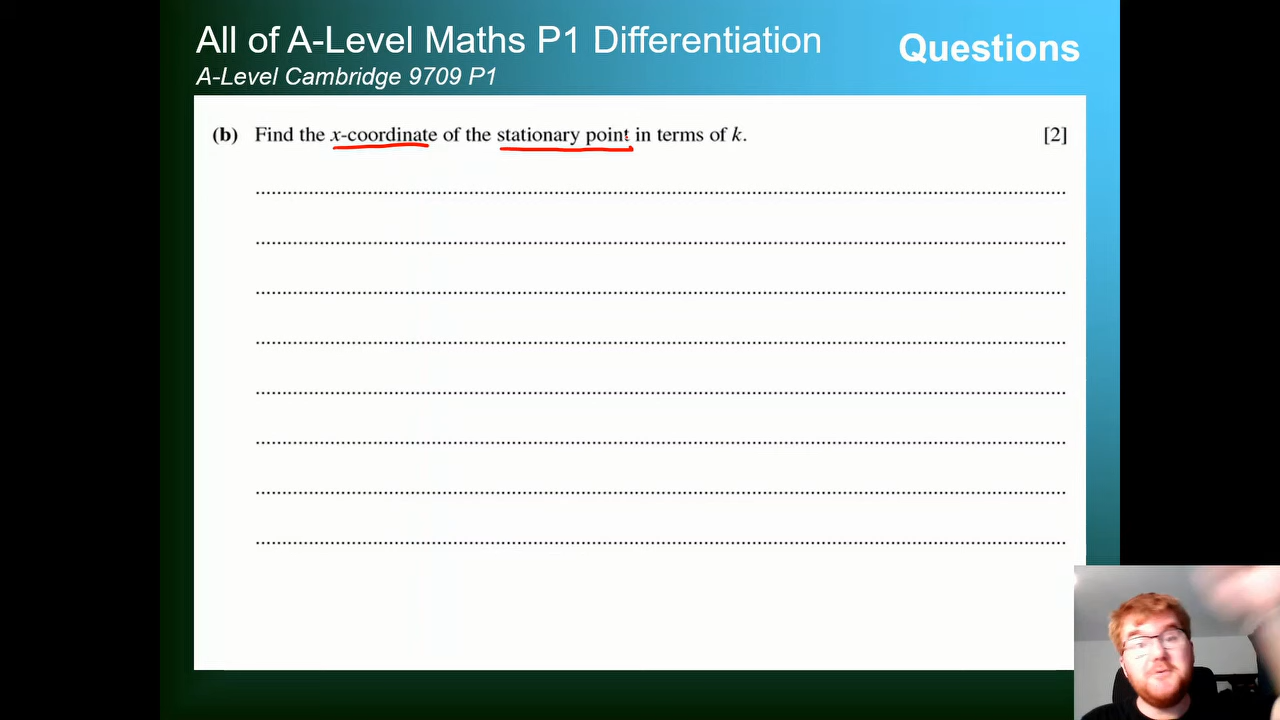 All of A-Level Maths P1 Differentiation
Questions
A-Level Cambridge 9709 P1
(b) Find the x-coordinate of the stationary point in terms of k. [2]